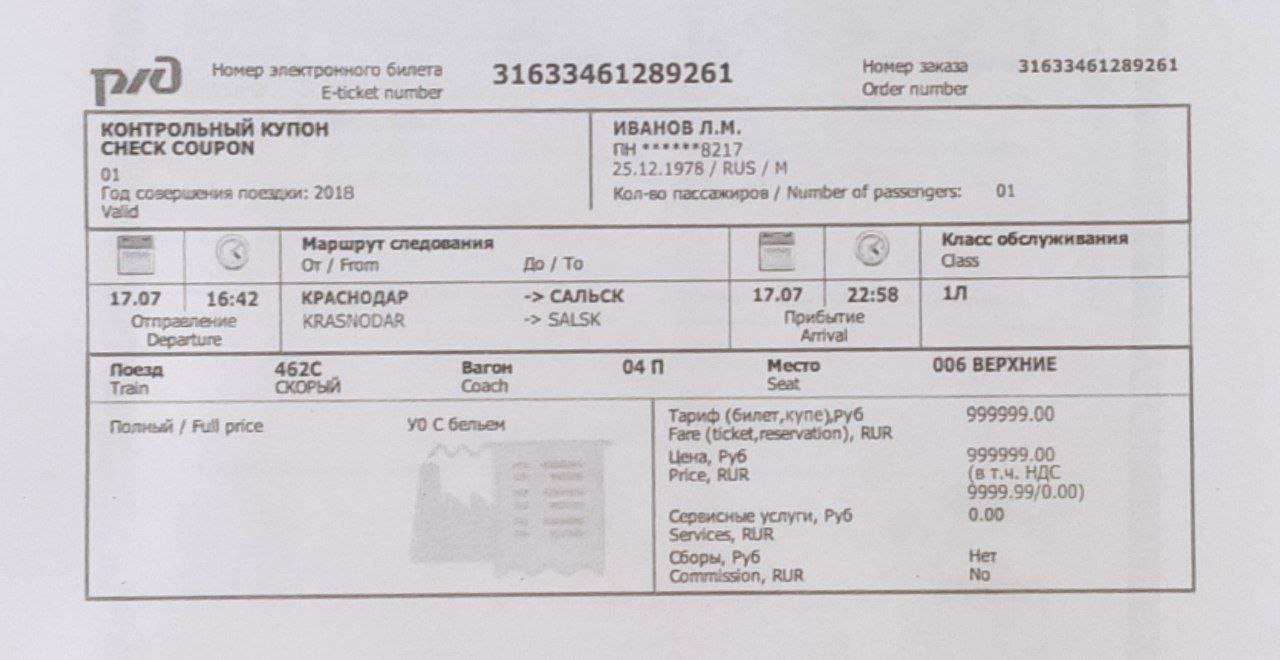 ржд Номер электронного билета 31633461289261 Номер заказа 31633461289261
E-ticket number Order number
КОНТРОЛЬНЫЙ КУПОН
CHECK COUPON
01
Год совершения поездки: 2018
Valid
ИВАНОВ Л.М.
ПН ******8217
25.12.1978 / RUS / M
Кол-во пассажиров / Number of passengers: 01
Маршрут следования
От / From До / To
Класс обслуживания
Class
17.07 16:42 КРАСНОДАР -> САЛЬСК 17.07 22:58 1Л
Отправление KRASNODAR -> SALSK Прибытие
Departure Arrival
Поезд 462С Вагон 04 П Место 006 ВЕРХНИЕ
Train СКОРЫЙ Coach Seat
Полный / Full price У0 С бельем
Тариф (билет,купе),Руб 999999.00
Fare (ticket,reservation), RUR
Цена, Руб 999999.00
Price, RUR (в т.ч. НДС
9999.99/0.00)
Сервисные услуги, Руб 0.00
Services, RUR
Сборы, Руб Нет
Commission, RUR No